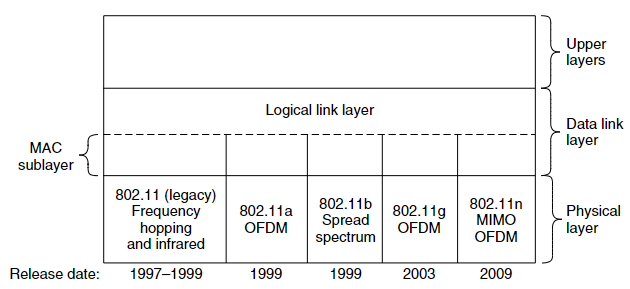 Upper
layers
Logical link layer
Data link
layer
MAC
sublayer
802.11 (legacy)
Frequency
hopping
and infrared
802.11a
OFDM
802.11b
Spread
spectrum
802.11g
OFDM
802.11n
MIMO
OFDM
Physical
layer
Release date: 1997–1999 1999 1999 2003 2009